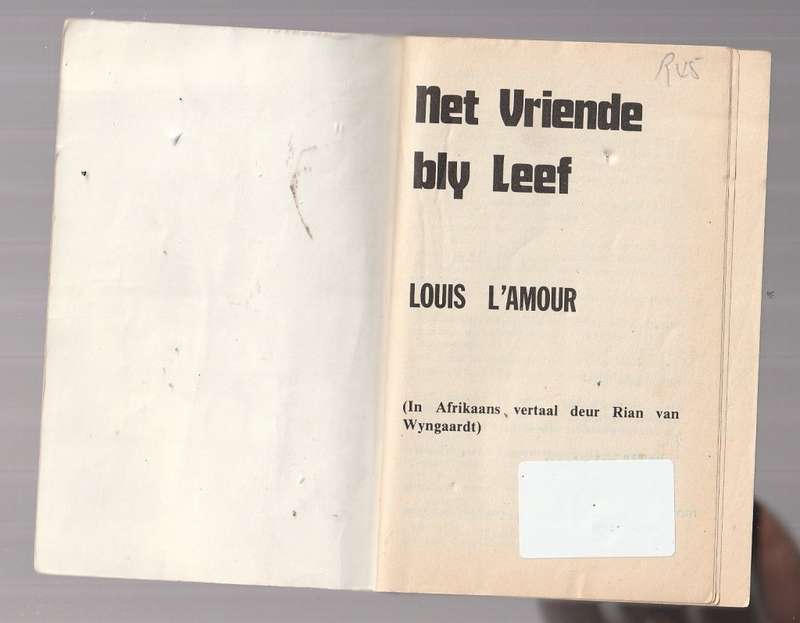 R45
Net Vriende
bly Leef
LOUIS L'AMOUR
(In Afrikaans, vertaal deur Rian van
Wyngaardt)